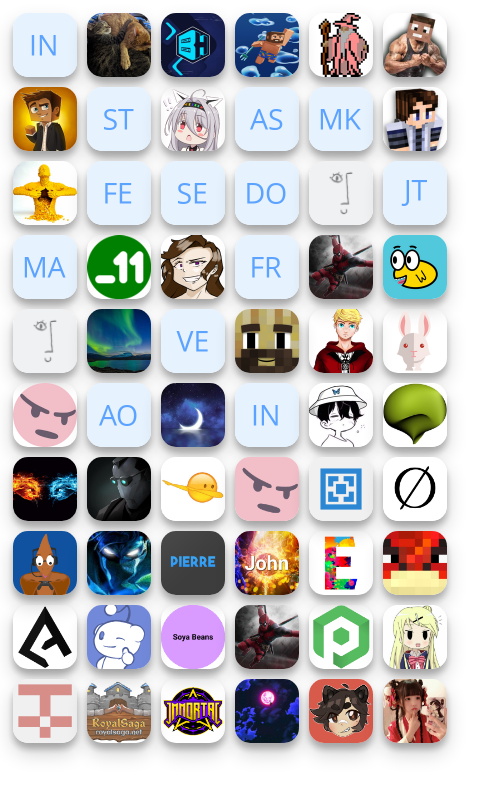 IN
ST
AS
MK
FE
SE
DO
JT
MA
_11
FR
VE
AO
IN
Ø
PIERRE
John
E
Soya Beans
RoyalSaga
royalsaga.net
IMMORTAL